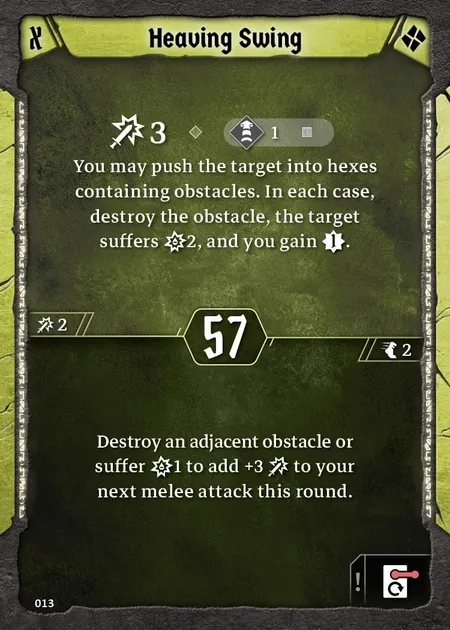 X Heaving Swing
3 1
You may push the target into hexes
containing obstacles. In each case,
destroy the obstacle, the target
suffers 2, and you gain 1.
2
57
2
Destroy an adjacent obstacle or
suffer 1 to add +3 to your
next melee attack this round.
!
013